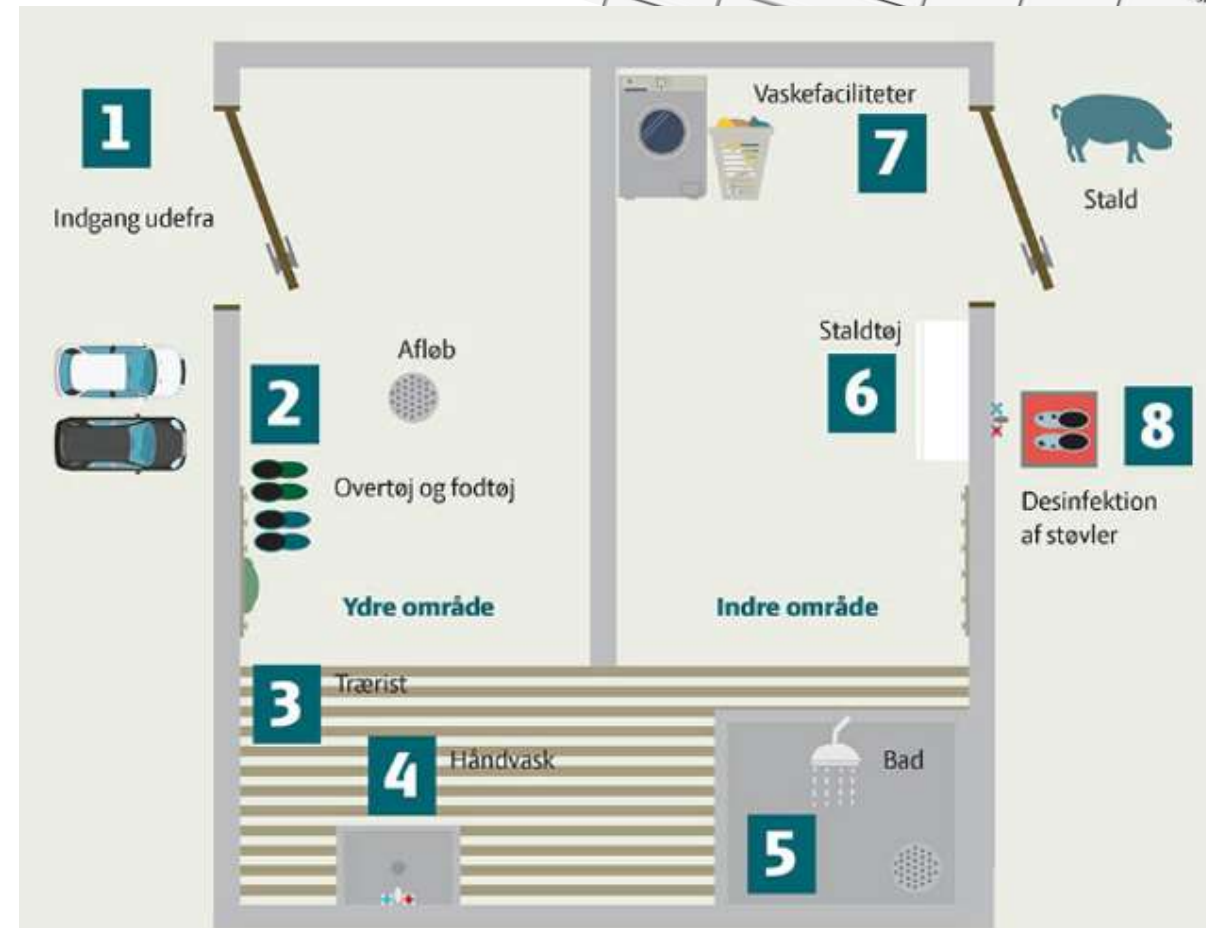 1
Indgang udefra
2
Afløb
Overtøj og fodtøj
Ydre område
3
Trærist
4
Håndvask
5
Bad
Indre område
Staldtøj
6
Vaskefaciliteter
7
Stald
8
Desinfektion
af støvler